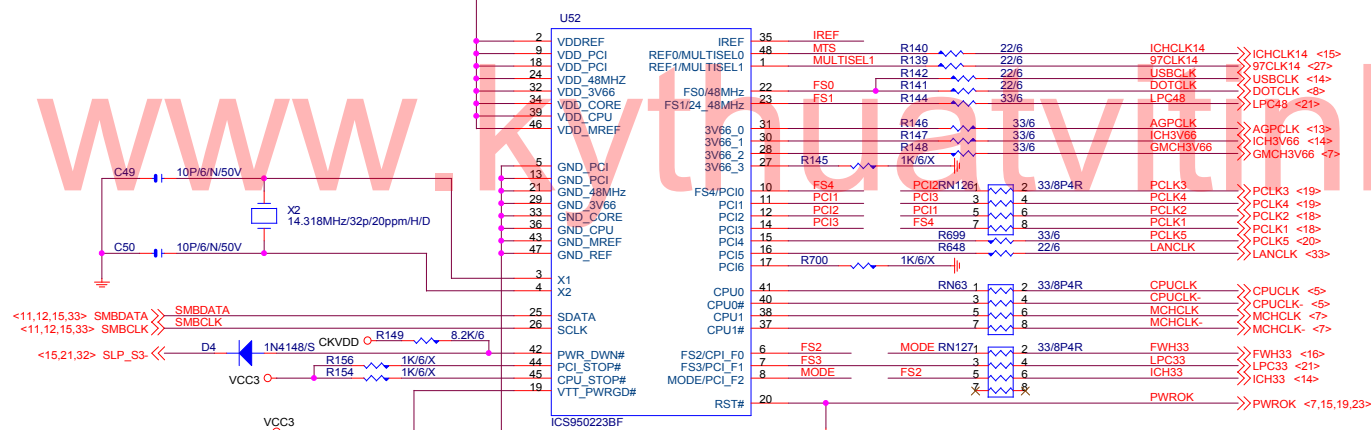 U52
www.kythuatvitinh
2 VDDREF
9 VDD_PCI
18 VDD_PCI
24 VDD_48MHZ
32 VDD_3V66
34 VDD_CORE
39 VDD_CPU
46 VDD_MREF
5 GND_PCI
13 GND_PCI
21 GND_48MHz
29 GND_3V66
33 GND_CORE
36 GND_CPU
43 GND_MREF
47 GND_REF
3 X1
4 X2
25 SDATA
26 SCLK
42 PWR_DWN#
44 PCI_STOP#
45 CPU_STOP#
19 VTT_PWRGD#
C49 10P/6/N/50V
X2
14.318MHz/32p/20ppm/H/D
C50 10P/6/N/50V
<11,12,15,33> SMBDATA SMBDATA
<11,12,15,33> SMBCLK SMBCLK
R149 8.2K/6
CKVDD
<15,21,32> SLP_S3- D4 1N4148/S
R156 1K/6/X
R154 1K/6/X
VCC3
VCC3
IREF 35 IREF
REF0/MULTISEL0 48 MTS R140 22/6 ICHCLK14 ICHCLK14 <15>
REF1/MULTISEL1 1 MULTISEL1 R139 22/6 97CLK14 97CLK14 <27>
R142 22/6 USBCLK USBCLK <14>
FS0/48MHz 22 FS0 R141 22/6 DOTCLK DOTCLK <8>
FS1/24_48MHz 23 FS1 R144 33/6 LPC48 LPC48 <21>
3V66_0 31 R146 33/6 AGPCLK AGPCLK <13>
3V66_1 30 R147 33/6 ICH3V66 ICH3V66 <14>
3V66_2 28 R148 33/6 GMCH3V66 GMCH3V66 <7>
3V66_3 27 R145 1K/6/X
FS4/PCI0 10 FS4 PCI2 RN126 1 2 33/8P4R PCLK3 PCLK3 <19>
PCI1 11 PCI1 PCI3 3 4 PCLK4 PCLK4 <19>
PCI2 12 PCI2 PCI1 5 6 PCLK2 PCLK2 <18>
PCI3 14 PCI3 FS4 7 8 PCLK1 PCLK1 <18>
PCI4 15 R699 33/6 PCLK5 PCLK5 <20>
PCI5 16 R648 22/6 LANCLK LANCLK <33>
PCI6 17 R700 1K/6/X
CPU0 41 RN63 1 2 33/8P4R CPUCLK CPUCLK <5>
CPU0# 40 3 4 CPUCLK- CPUCLK- <5>
CPU1 38 5 6 MCHCLK MCHCLK <7>
CPU1# 37 7 8 MCHCLK- MCHCLK- <7>
FS2/CPI_F0 6 FS2 MODE RN127 1 2 33/8P4R FWH33 FWH33 <16>
FS3/PCI_F1 7 FS3 3 4 LPC33 LPC33 <21>
MODE/PCI_F2 8 MODE FS2 5 6 ICH33 ICH33 <14>
7 8
RST# 20 PWROK PWROK <7,15,19,23>
ICS950223BF